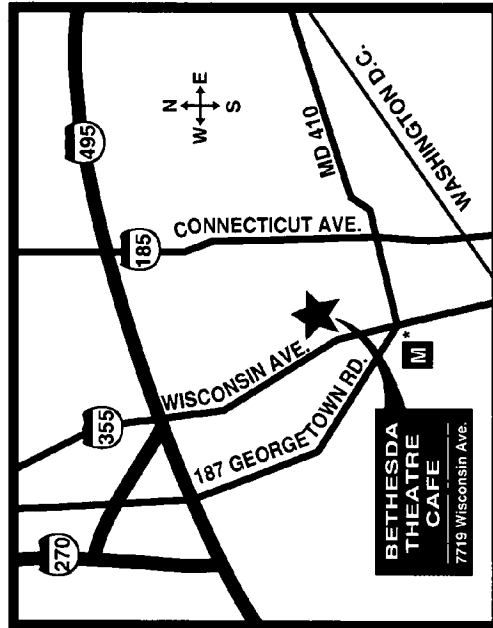 495
N
W E
S
MD 410
WASHINGTON D.C.
185
CONNECTICUT AVE.
355
WISCONSIN AVE.
187 GEORGETOWN RD.
270
M
*
BETHESDA
THEATRE
CAFE
7719 Wisconsin Ave.